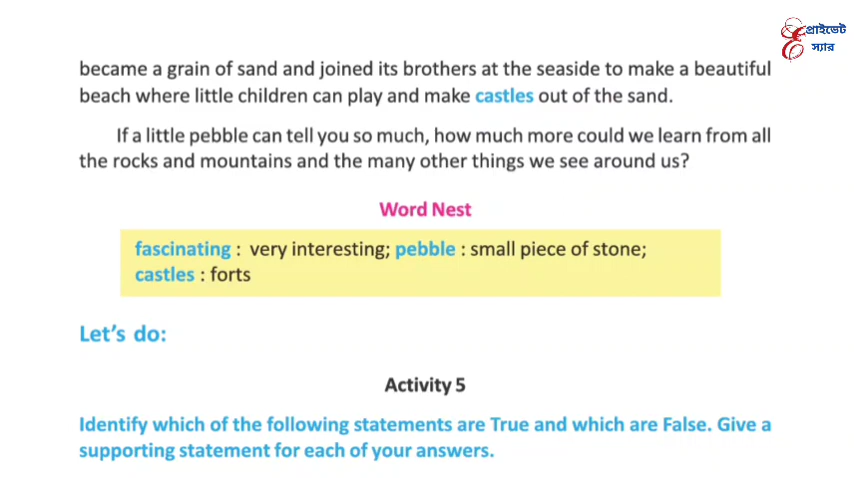 প্রাইভেট
স্যার
became a grain of sand and joined its brothers at the seaside to make a beautiful
beach where little children can play and make castles out of the sand.
If a little pebble can tell you so much, how much more could we learn from all
the rocks and mountains and the many other things we see around us?
Word Nest
fascinating : very interesting; pebble : small piece of stone;
castles : forts
Let's do:
Activity 5
Identify which of the following statements are True and which are False. Give a
supporting statement for each of your answers.